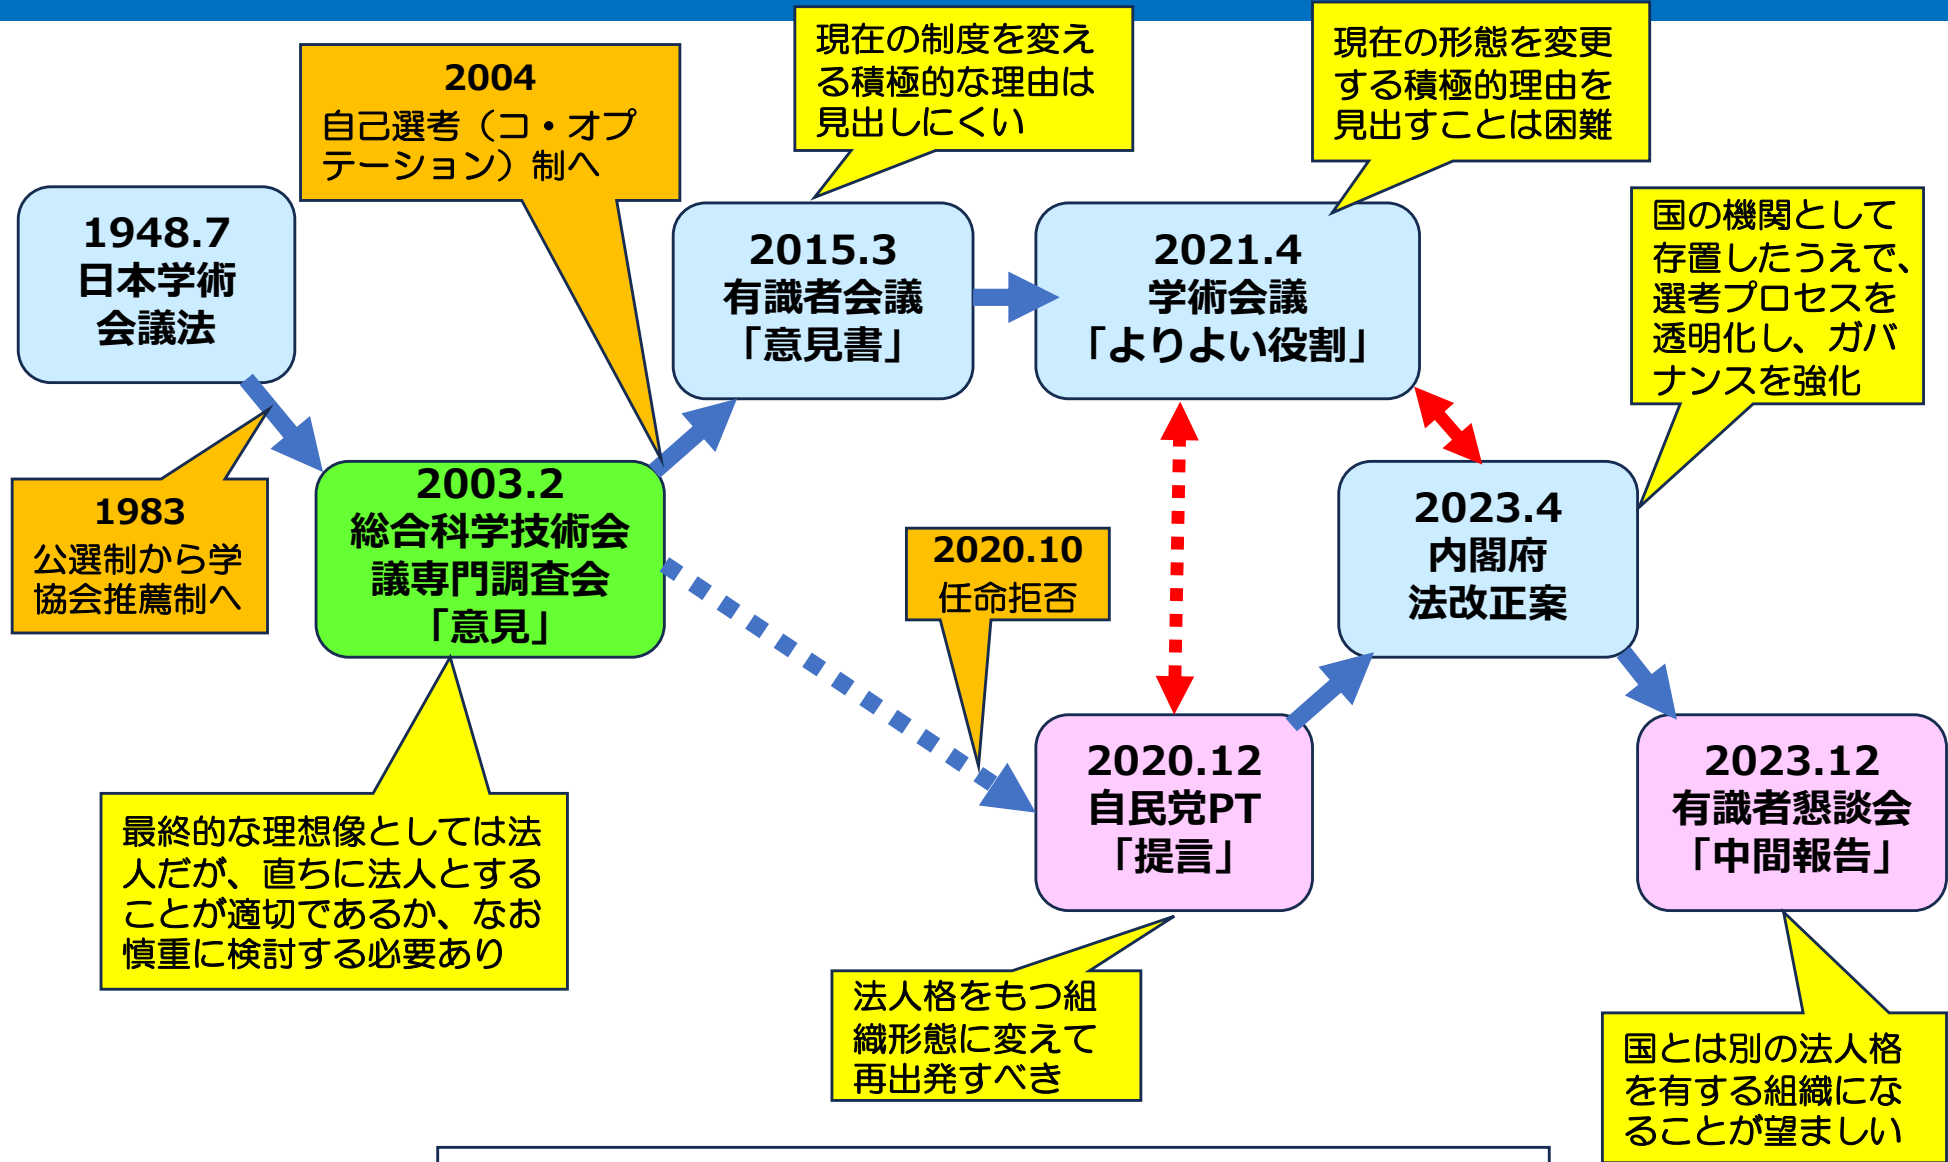 2004
自己選考（コ・オプ
テーション）制へ
現在の制度を変え
る積極的な理由は
見出しにくい
現在の形態を変更
する積極的理由を
見出すことは困難
1948.7
日本学術
会議法
2015.3
有識者会議
「意見書」
2021.4
学術会議
「よりよい役割」
国の機関として
存置したうえで、
選考プロセスを
透明化し、ガバ
ナンスを強化
1983
公選制から学
協会推薦制へ
2003.2
総合科学技術会
議専門調査会
「意見」
2020.10
任命拒否
2023.4
内閣府
法改正案
最終的な理想像としては法
人だが、直ちに法人とする
ことが適切であるか、なお
慎重に検討する必要あり
2020.12
自民党PT
「提言」
2023.12
有識者懇談会
「中間報告」
法人格をもつ組
織形態に変えて
再出発すべき
国とは別の法人格
を有する組織にな
ることが望ましい